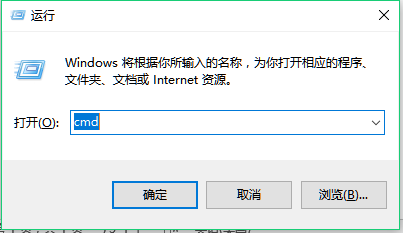 运行
Windows 将根据你所输入的名称，为你打开相应的程序、
文件夹、文档或 Internet 资源。
打开(O): cmd
确定 取消 浏览(B)...